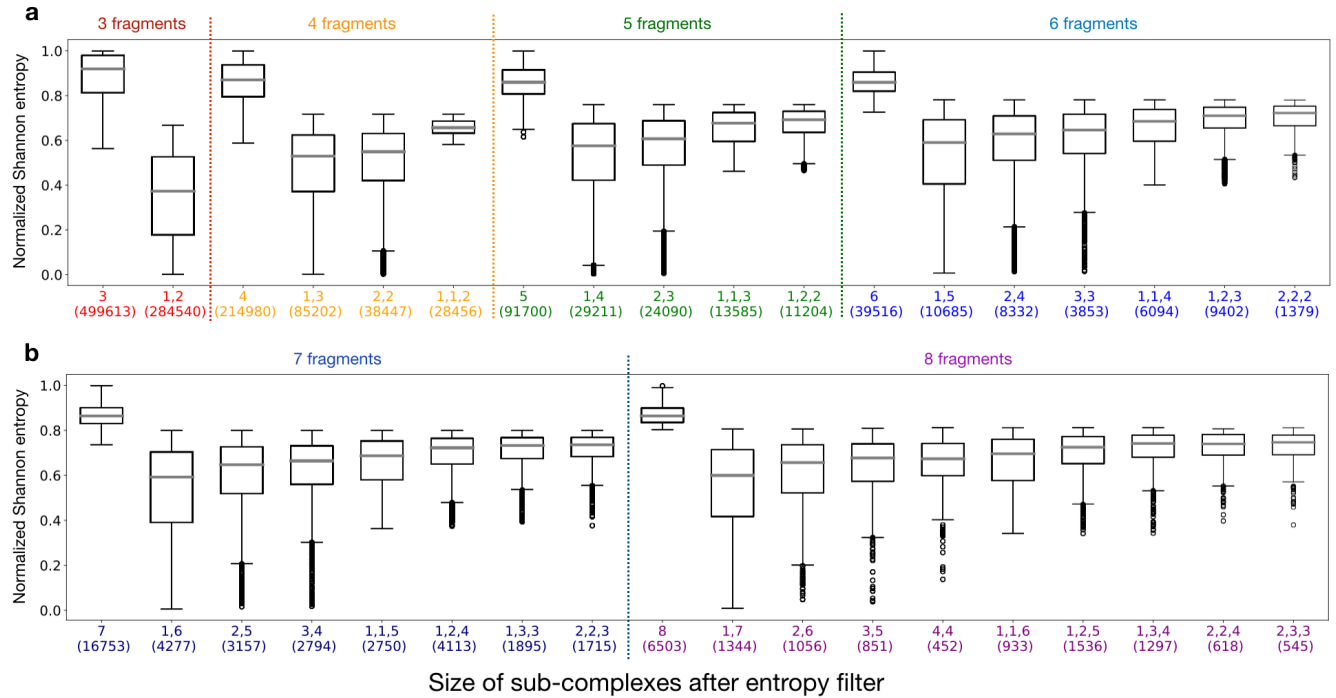 a
3 fragments 4 fragments 5 fragments 6 fragments
Normalized Shannon entropy
1.0
0.8
0.6
0.4
0.2
0.0
3 1,2 4 1,3 2,2 1,1,2 5 1,4 2,3 1,1,3 1,2,2 6 1,5 2,4 3,3 1,1,4 1,2,3 2,2,2
(499613) (284540) (214980) (85202) (38447) (28456) (91700) (29211) (24090) (13585) (11204) (39516) (10685) (8332) (3853) (6094) (9402) (1379)
b
7 fragments 8 fragments
Normalized Shannon entropy
1.0
0.8
0.6
0.4
0.2
0.0
7 1,6 2,5 3,4 1,1,5 1,2,4 1,3,3 2,2,3 8 1,7 2,6 3,5 4,4 1,1,6 1,2,5 1,3,4 2,2,4 2,3,3
(16753) (4277) (3157) (2794) (2750) (4113) (1895) (1715) (6503) (1344) (1056) (851) (452) (933) (1536) (1297) (618) (545)
Size of sub-complexes after entropy filter